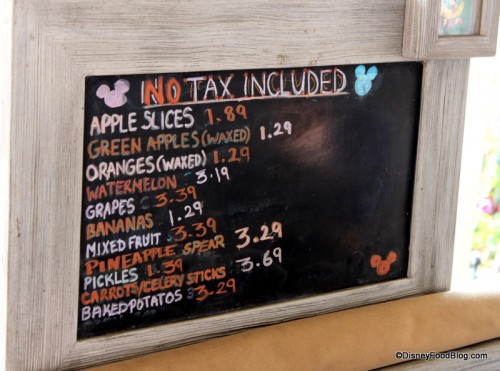 NO TAX INCLUDED
APPLE SLICES 1.89
GREEN APPLES (WAXED) 1.29
ORANGES (WAXED) 1.29
WATERMELON 3.19
GRAPES 3.39
BANANAS 1.29
MIXED FRUIT 3.39
PINEAPPLE SPEAR 3.29
PICKLES 1.39
CARROTS/CELERY STICKS 3.69
BAKED POTATOS 3.29
©DisneyFoodBlog.com